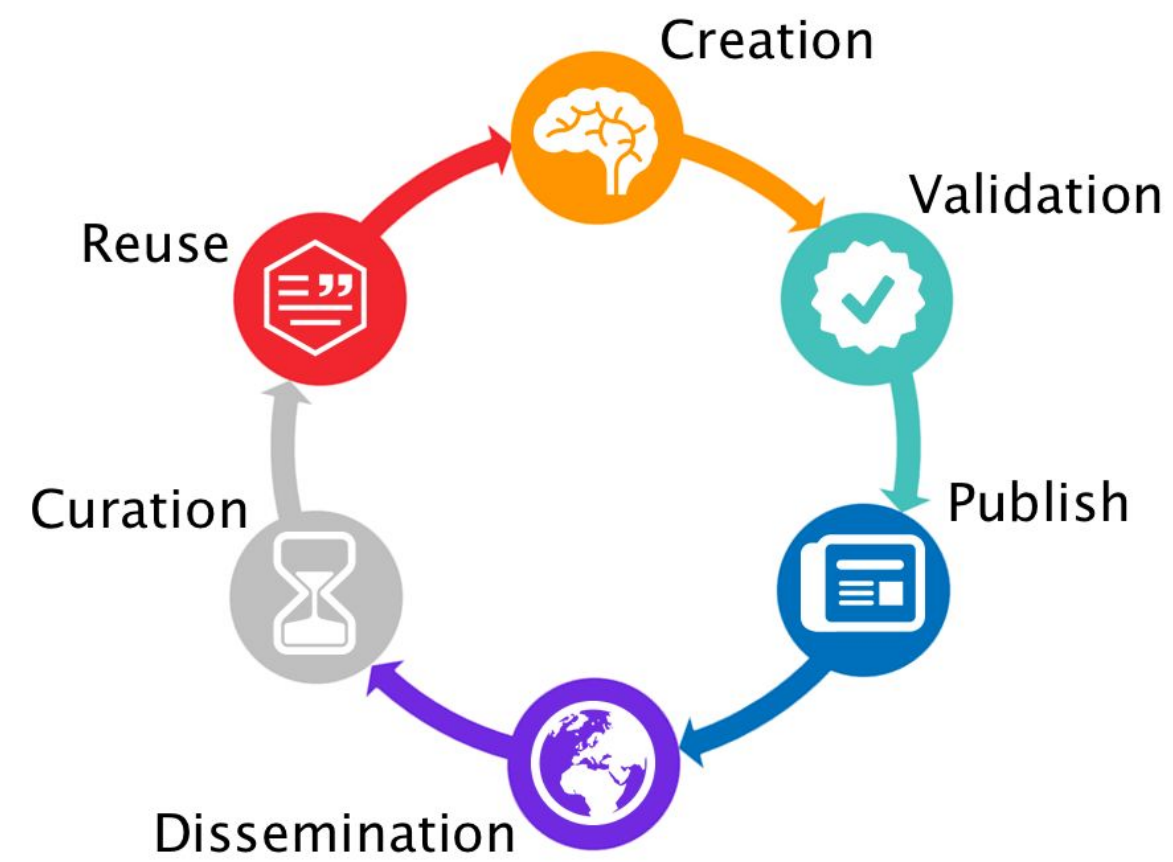 Creation
Validation
Reuse
Curation
Publish
Dissemination